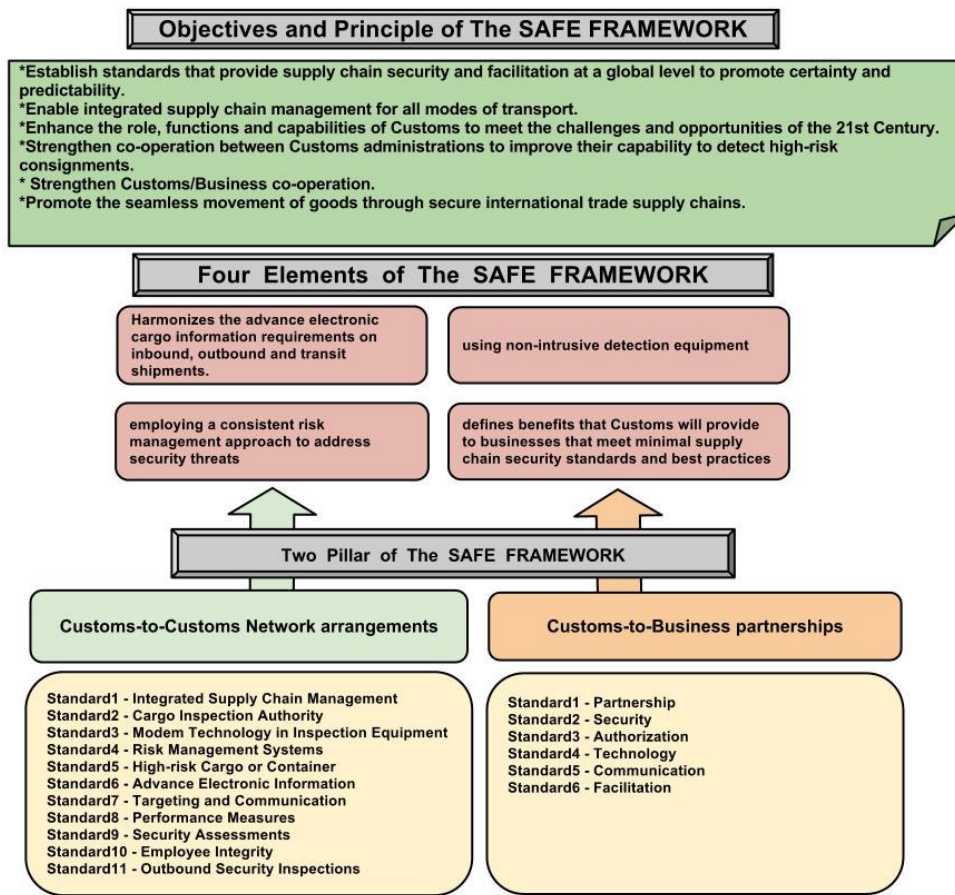 Objectives and Principle of The SAFE FRAMEWORK
*Establish standards that provide supply chain security and facilitation at a global level to promote certainty and
predictability.
*Enable integrated supply chain management for all modes of transport.
*Enhance the role, functions and capabilities of Customs to meet the challenges and opportunities of the 21st Century.
*Strengthen co-operation between Customs administrations to improve their capability to detect high-risk
consignments.
* Strengthen Customs/Business co-operation.
*Promote the seamless movement of goods through secure international trade supply chains.
Four Elements of The SAFE FRAMEWORK
Harmonizes the advance electronic
cargo information requirements on
inbound, outbound and transit
shipments.
using non-intrusive detection equipment
employing a consistent risk
management approach to address
security threats
defines benefits that Customs will provide
to businesses that meet minimal supply
chain security standards and best practices
Two Pillar of The SAFE FRAMEWORK
Customs-to-Customs Network arrangements
Standard1 - Integrated Supply Chain Management
Standard2 - Cargo Inspection Authority
Standard3 - Modem Technology in Inspection Equipment
Standard4 - Risk Management Systems
Standard5 - High-risk Cargo or Container
Standard6 - Advance Electronic Information
Standard7 - Targeting and Communication
Standard8 - Performance Measures
Standard9 - Security Assessments
Standard10 - Employee Integrity
Standard11 - Outbound Security Inspections
Customs-to-Business partnerships
Standard1 - Partnership
Standard2 - Security
Standard3 - Authorization
Standard4 - Technology
Standard5 - Communication
Standard6 - Facilitation